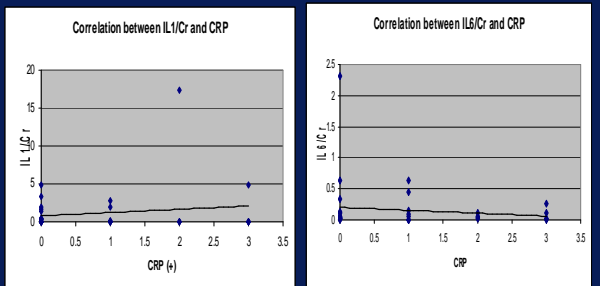 Correlation between IL1/Cr and CRP
20
15
10
5
0
IL 1/C r
0 0.5 1 1.5 2 2.5 3 3.5
CRP (+)
Correlation between IL6/Cr and CRP
2.5
2
1.5
1
0.5
0
IL 6 /C r
0 0.5 1 1.5 2 2.5 3 3.5
CRP